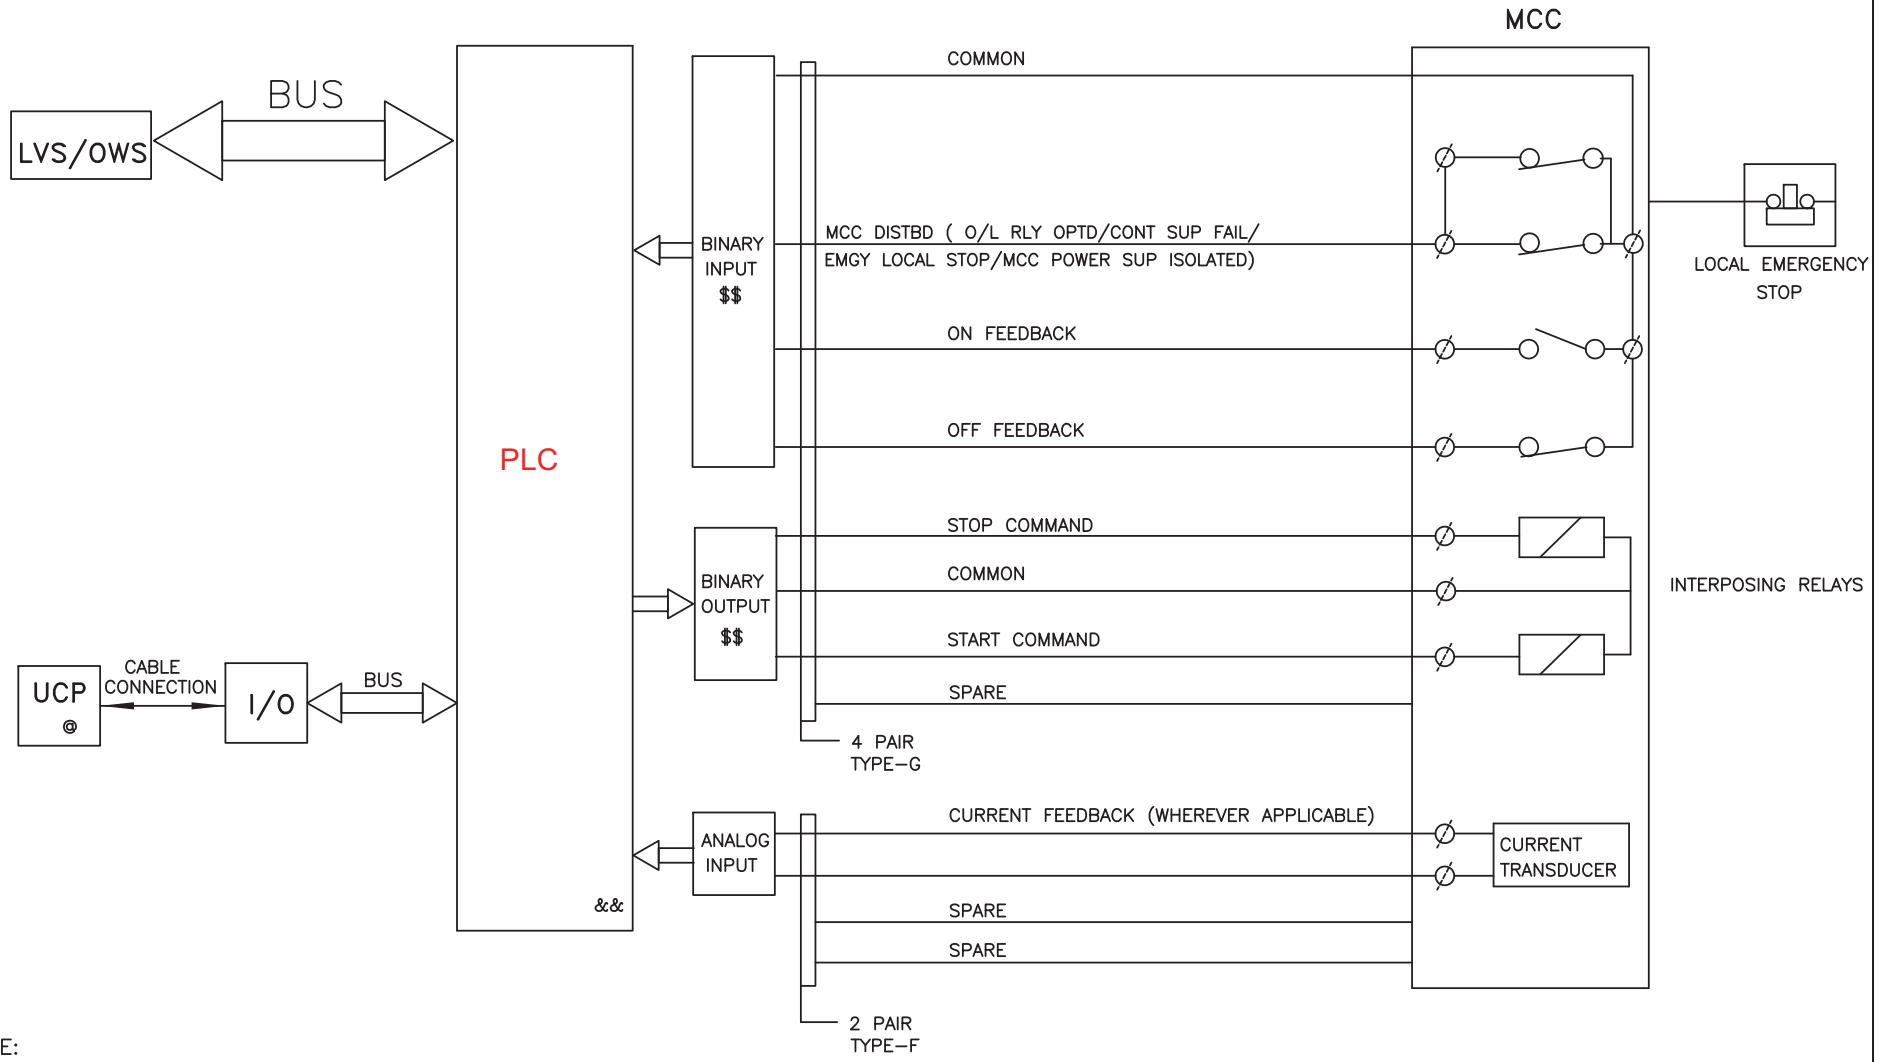 MCC
COMMON
BUS
LVS/OWS
MCC DISTBD ( O/L RLY OPTD/CONT SUP FAIL/
EMGY LOCAL STOP/MCC POWER SUP ISOLATED)
BINARY
INPUT
$$
LOCAL EMERGENCY
STOP
ON FEEDBACK
OFF FEEDBACK
PLC
STOP COMMAND
COMMON
BINARY
OUTPUT
$$
INTERPOSING RELAYS
START COMMAND
CABLE
CONNECTION
BUS
UCP
@
I/O
SPARE
4 PAIR
TYPE-G
CURRENT FEEDBACK (WHEREVER APPLICABLE)
ANALOG
INPUT
CURRENT
TRANSDUCER
&&
SPARE
SPARE
2 PAIR
TYPE-F
E: